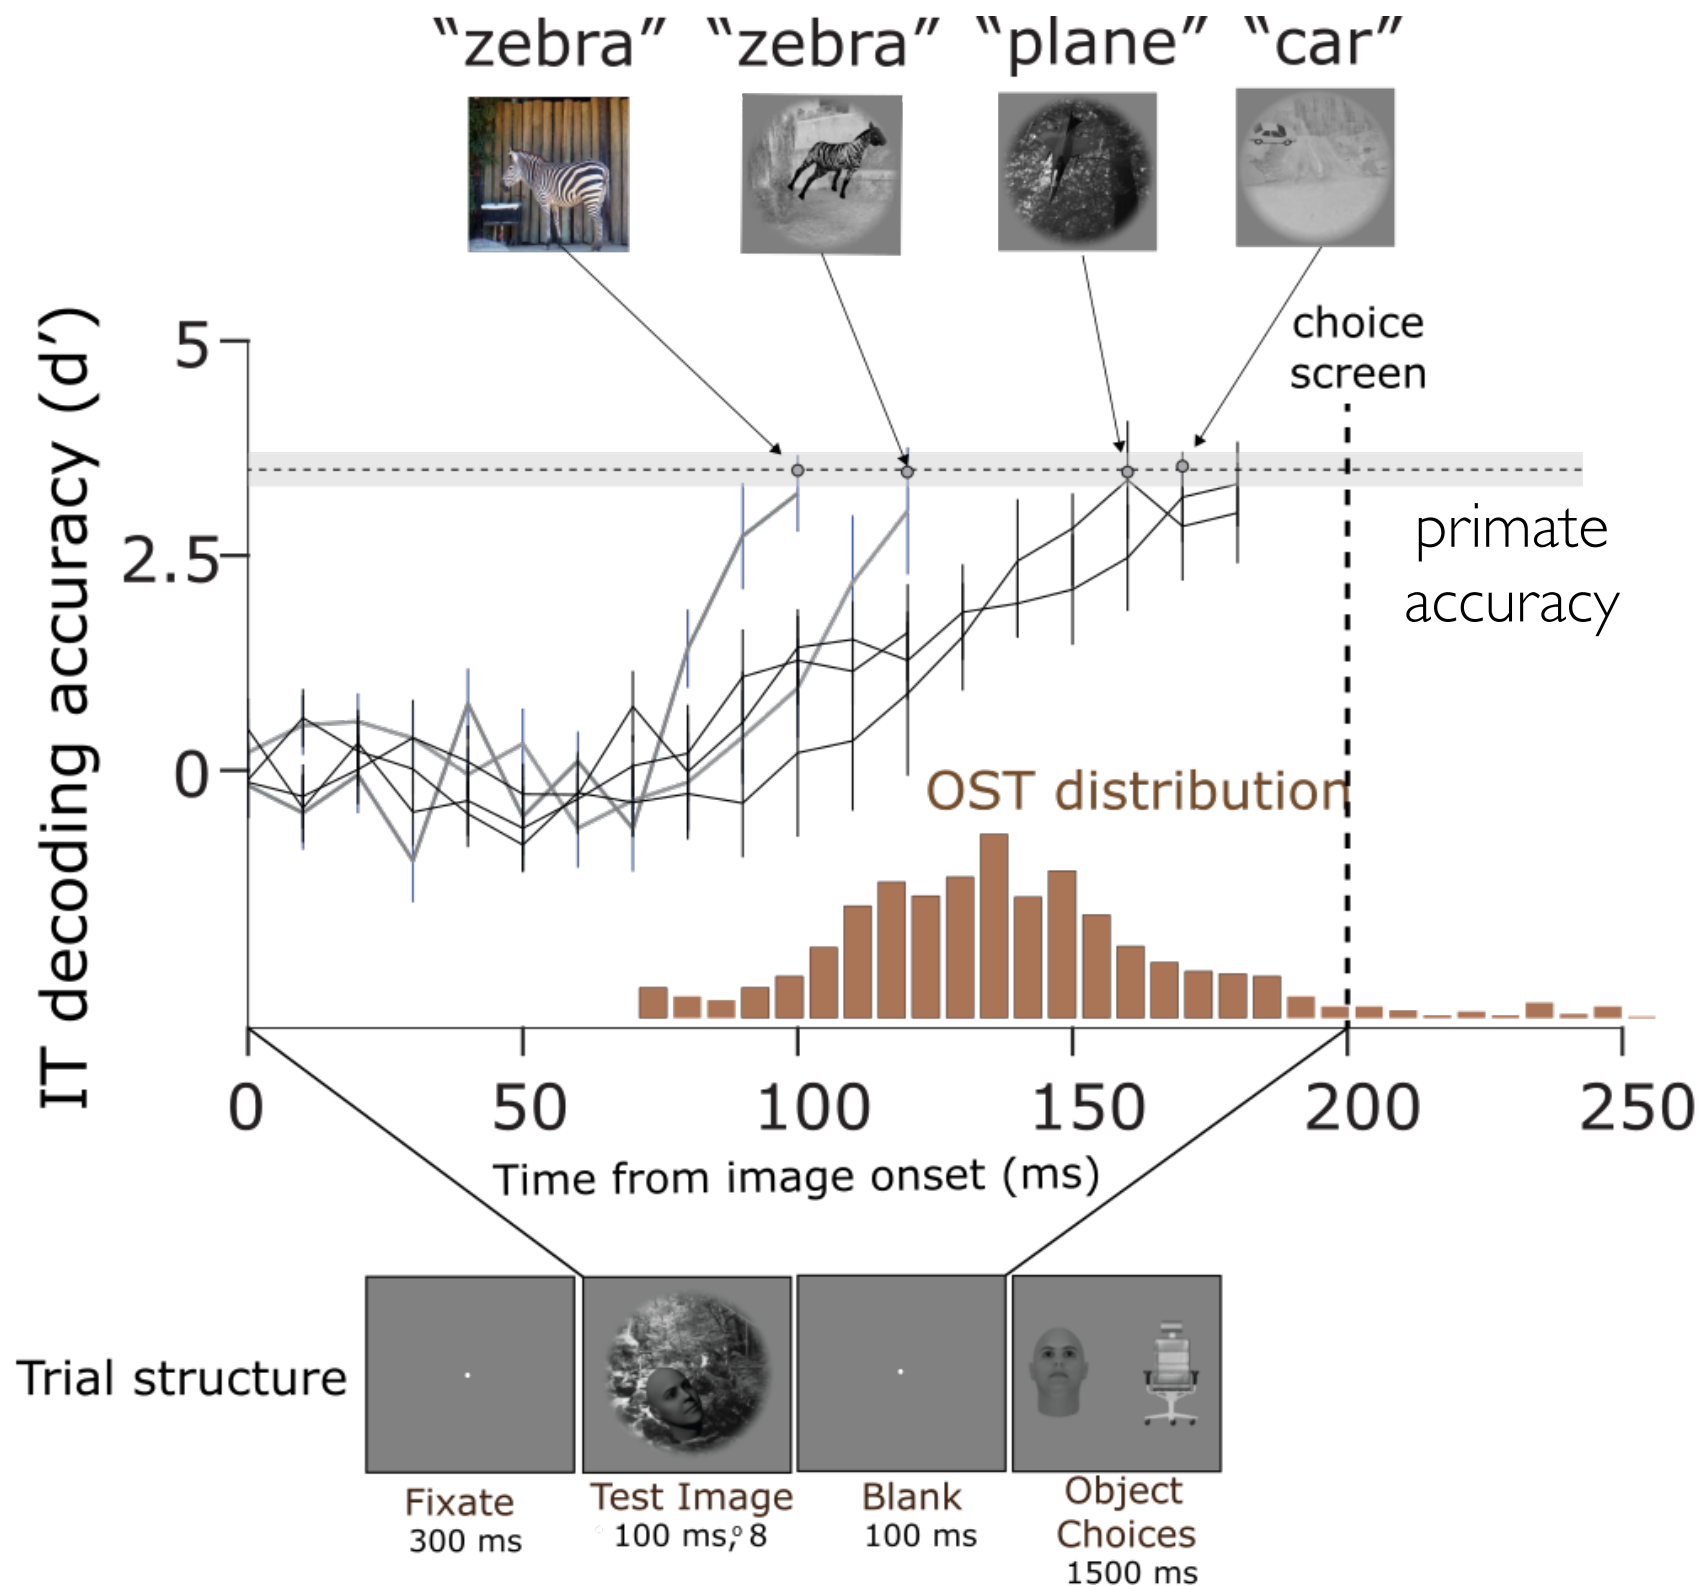 “zebra” “zebra” “plane” “car”
choice
screen
IT decoding accuracy (d′)
5
2.5
0
primate
accuracy
OST distribution
0 50 100 150 200 250
Time from image onset (ms)
Trial structure
Fixate
300 ms
Test Image
100 ms,º8
Blank
100 ms
Object
Choices
1500 ms